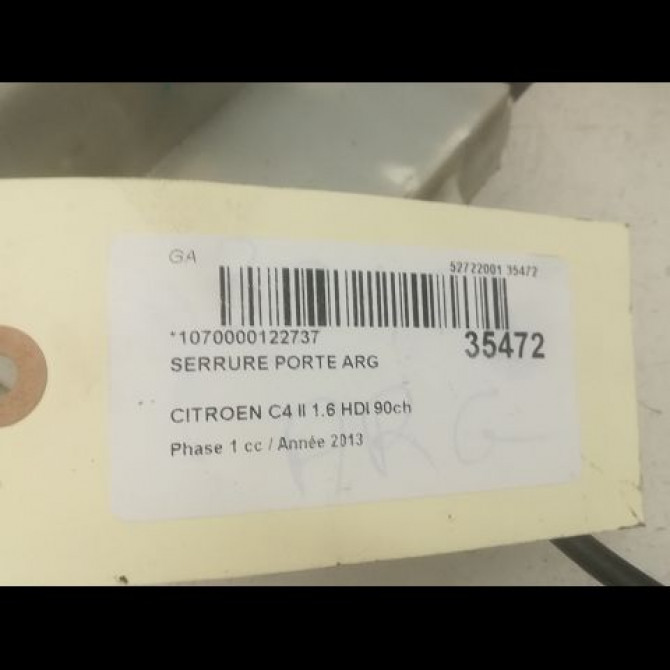 GA
52722001 35472
*1070000122737
35472
SERRURE PORTE ARG
CITROEN C4 II 1.6 HDI 90ch
Phase 1 cc / Année 2013
ARG